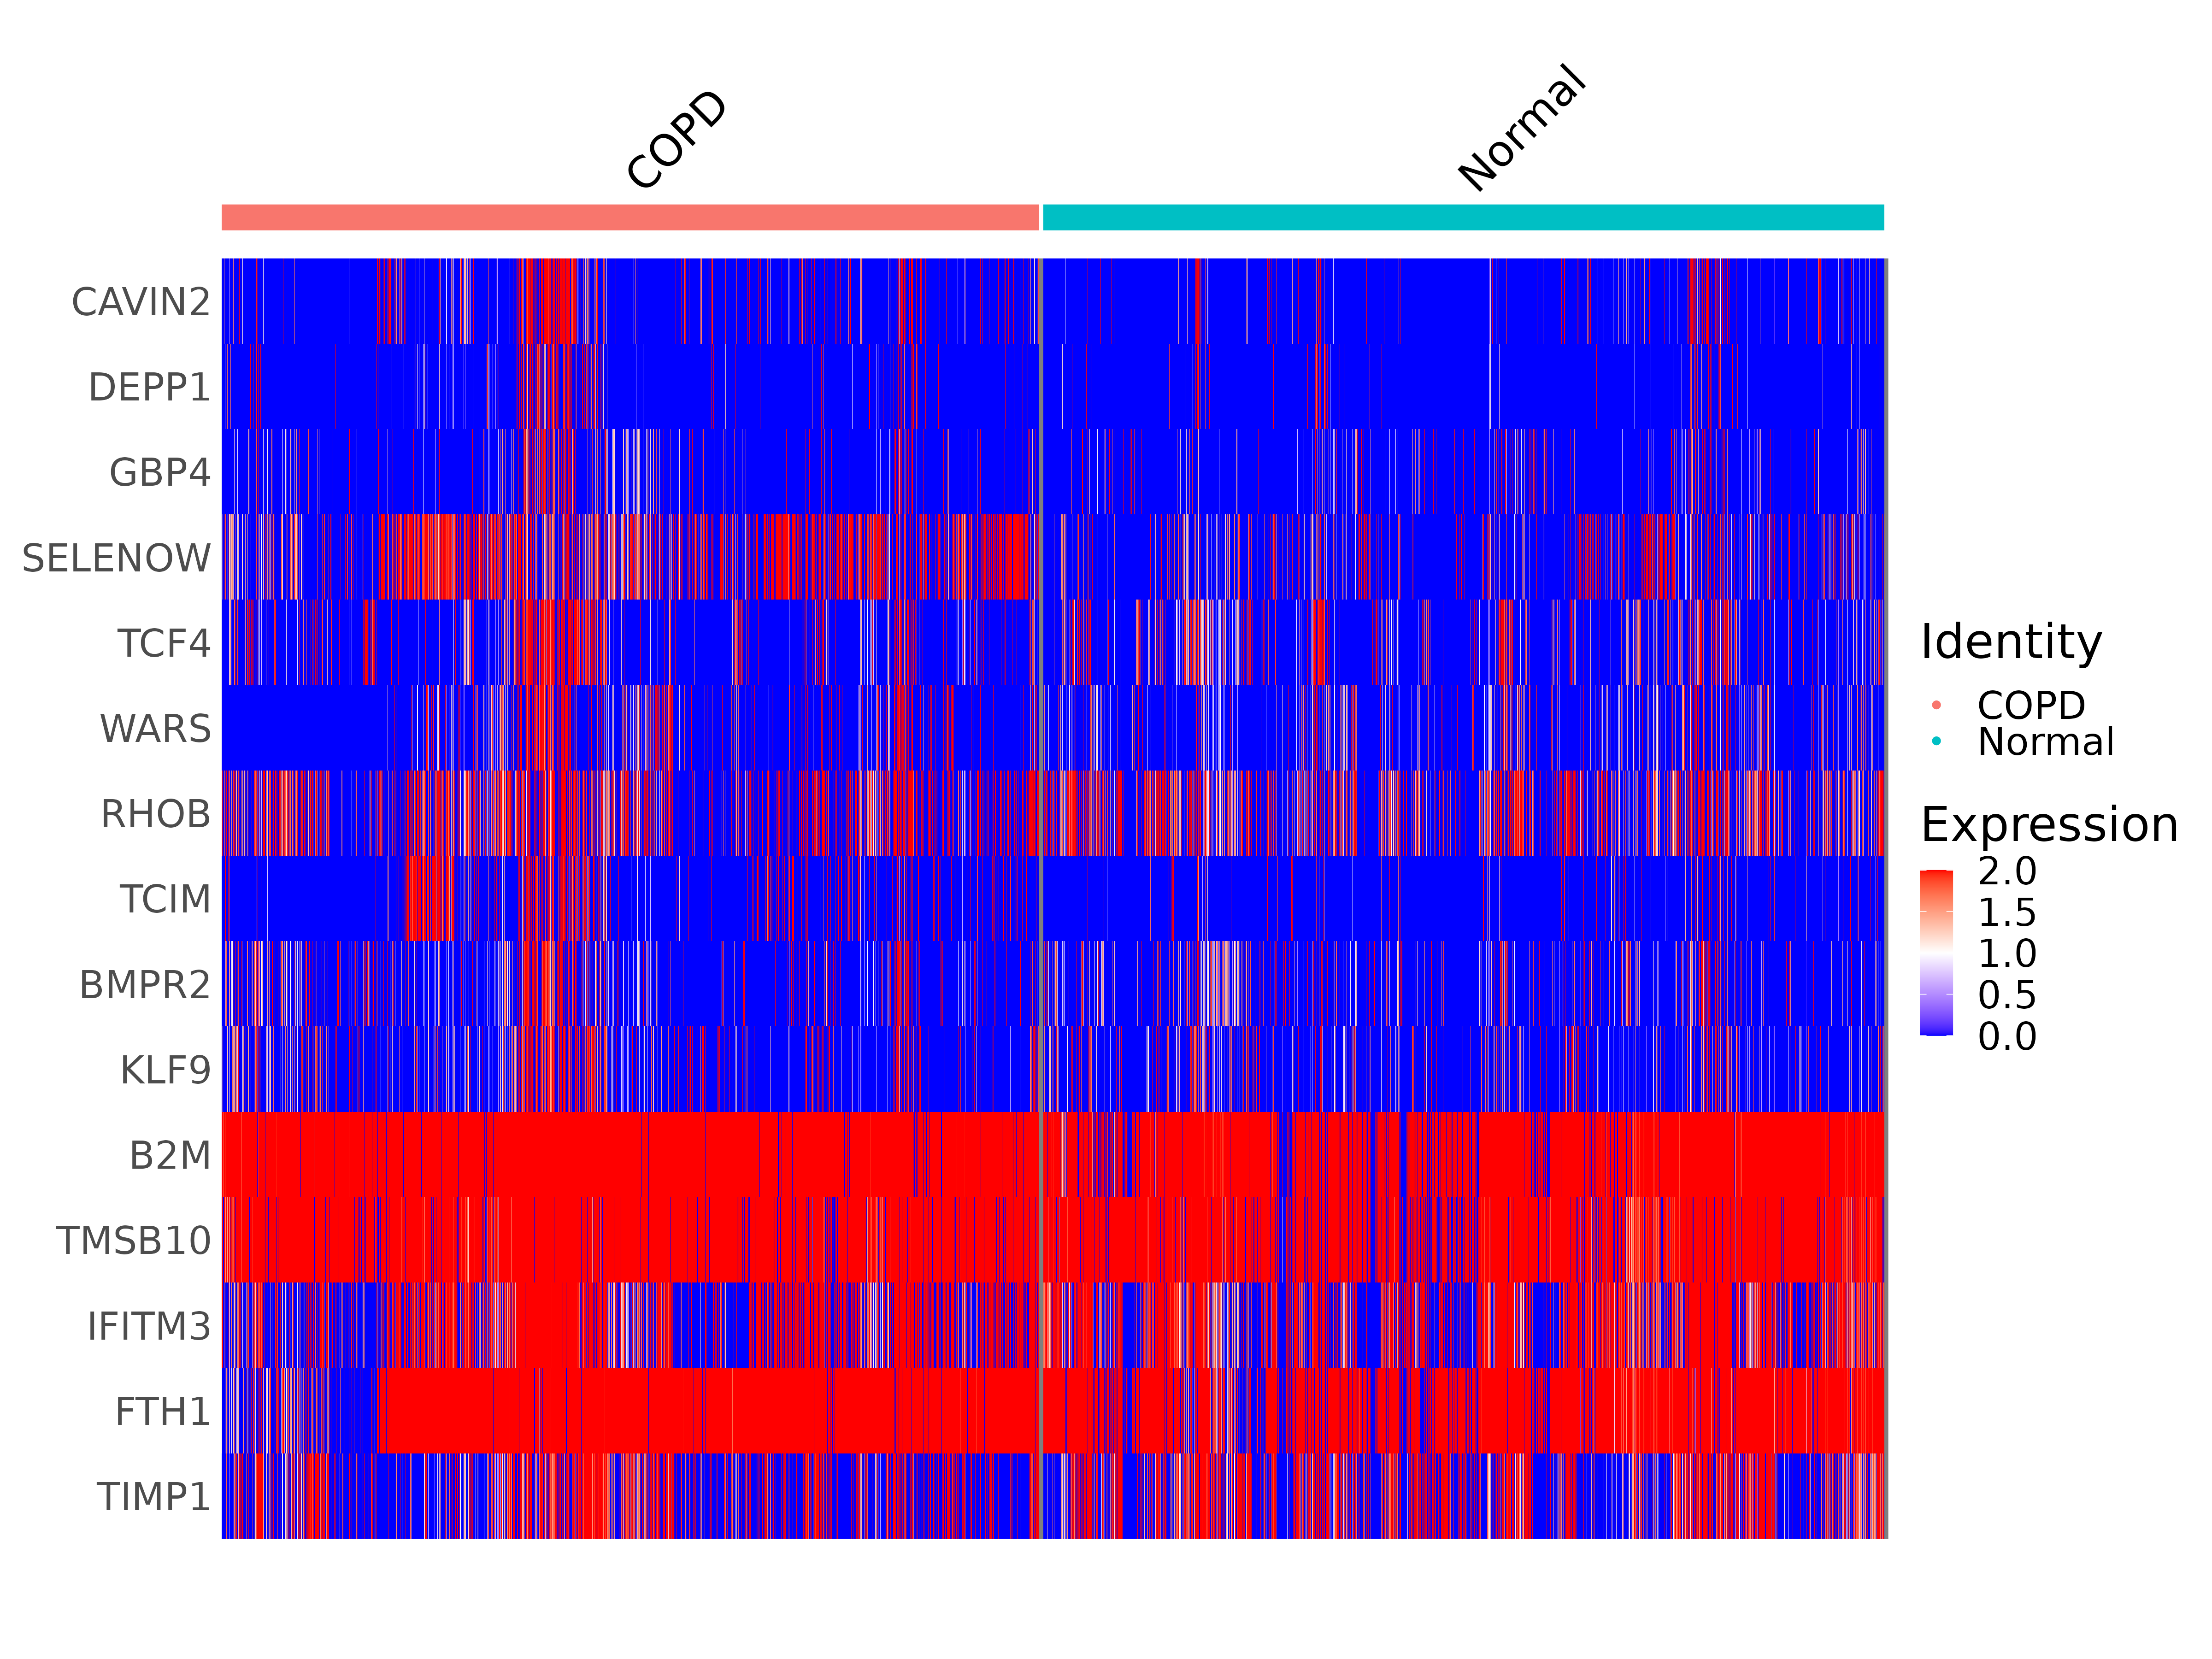 COPD
Normal
CAVIN2
DEPP1
GBP4
SELENOW
TCF4
WARS
RHOB
TCIM
BMPR2
KLF9
B2M
TMSB10
IFITM3
FTH1
TIMP1
Identity
COPD
Normal
Expression
2.0
1.5
1.0
0.5
0.0